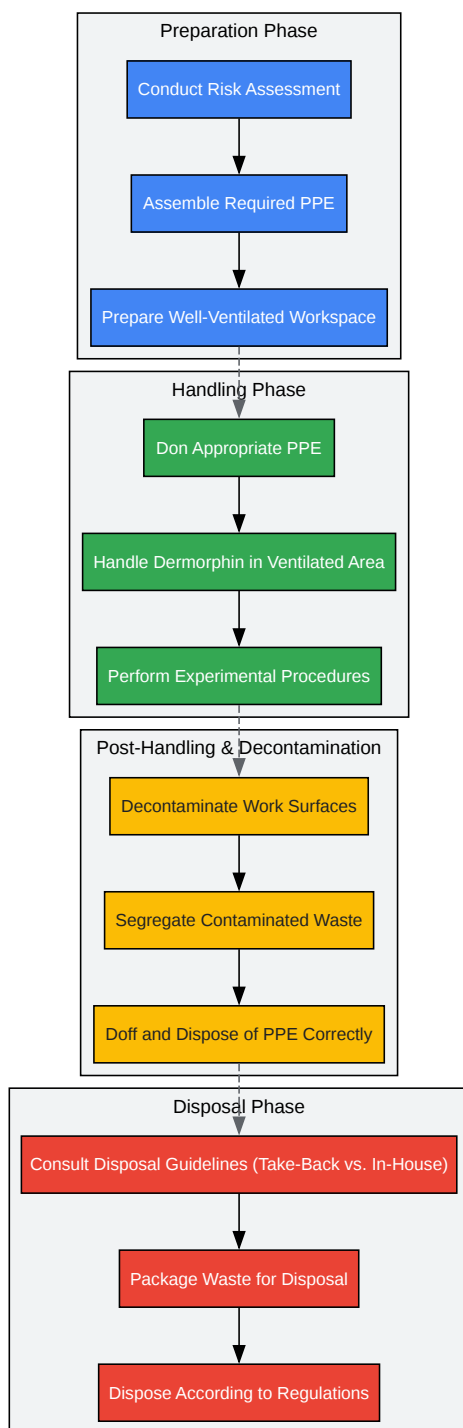 Preparation Phase
Conduct Risk Assessment
Assemble Required PPE
Prepare Well-Ventilated Workspace
Handling Phase
Don Appropriate PPE
Handle Dermorphin in Ventilated Area
Perform Experimental Procedures
Post-Handling & Decontamination
Decontaminate Work Surfaces
Segregate Contaminated Waste
Doff and Dispose of PPE Correctly
Disposal Phase
Consult Disposal Guidelines (Take-Back vs. In-House)
Package Waste for Disposal
Dispose According to Regulations